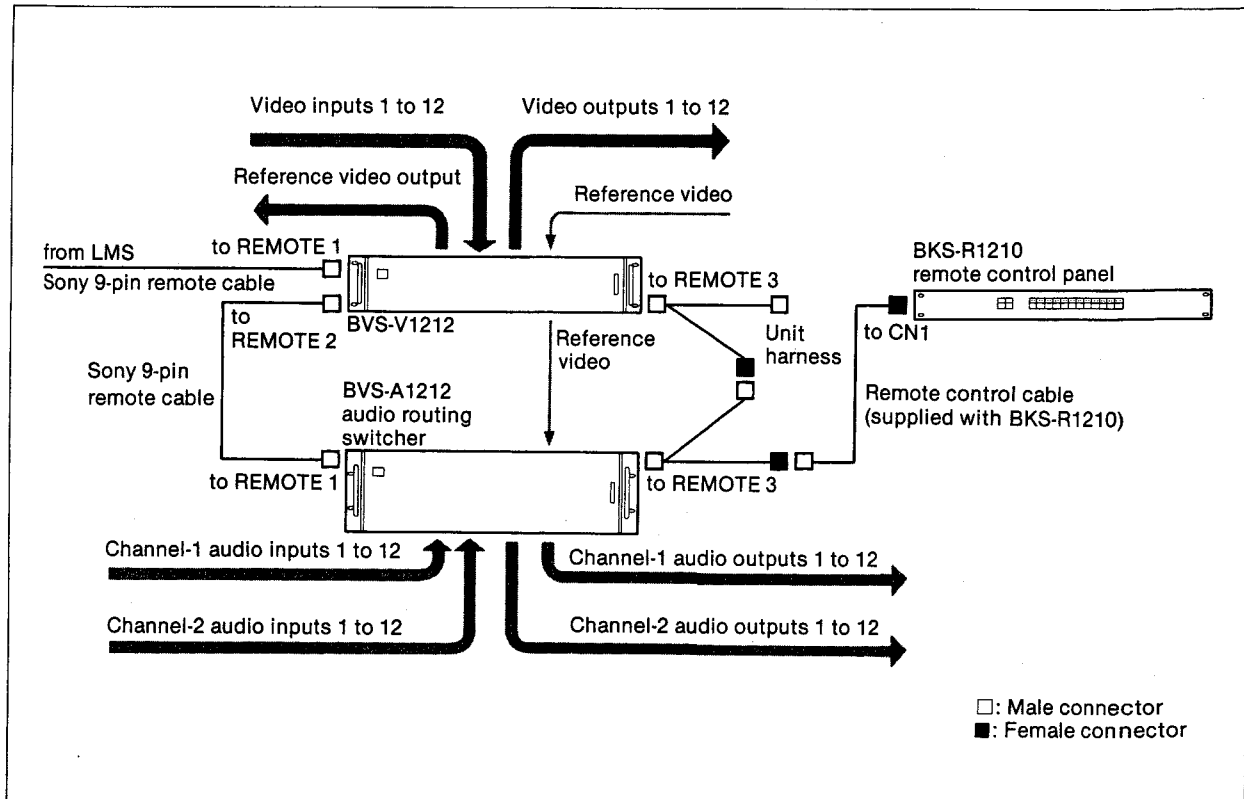 Video inputs 1 to 12
Video outputs 1 to 12
Reference video output
Reference video
from LMS
to REMOTE 1
Sony 9-pin remote cable
to
REMOTE 2
BVS-V1212
to REMOTE 3
Unit
harness
BKS-R1210
remote control panel
to CN1
Reference
video
Sony 9-pin
remote cable
BVS-A1212
audio routing
switcher
Remote control cable
(supplied with BKS-R1210)
to REMOTE 1
to REMOTE 3
Channel-1 audio inputs 1 to 12
Channel-1 audio outputs 1 to 12
Channel-2 audio inputs 1 to 12
Channel-2 audio outputs 1 to 12
□: Male connector
■: Female connector